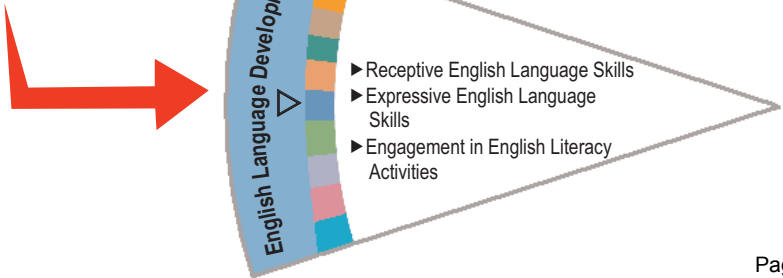 English Language Develop
▶Receptive English Language Skills
▶Expressive English Language
Skills
▶Engagement in English Literacy
Activities
Pa